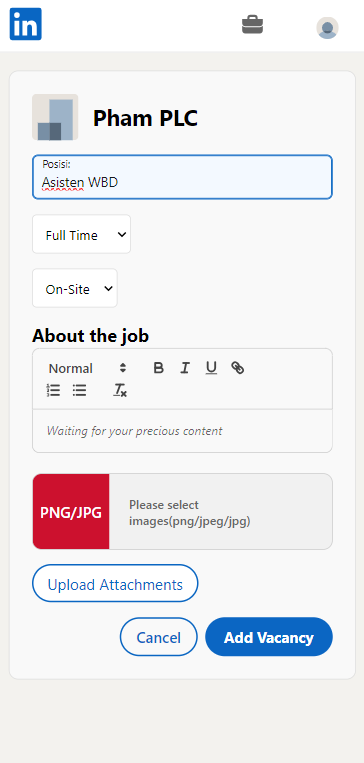 in
Pham PLC
Posisi:
Asisten WBD
Full Time
On-Site
About the job
Normal
B I U
Waiting for your precious content
PNG/JPG
Please select
images(png/jpeg/jpg)
Upload Attachments
Cancel
Add Vacancy